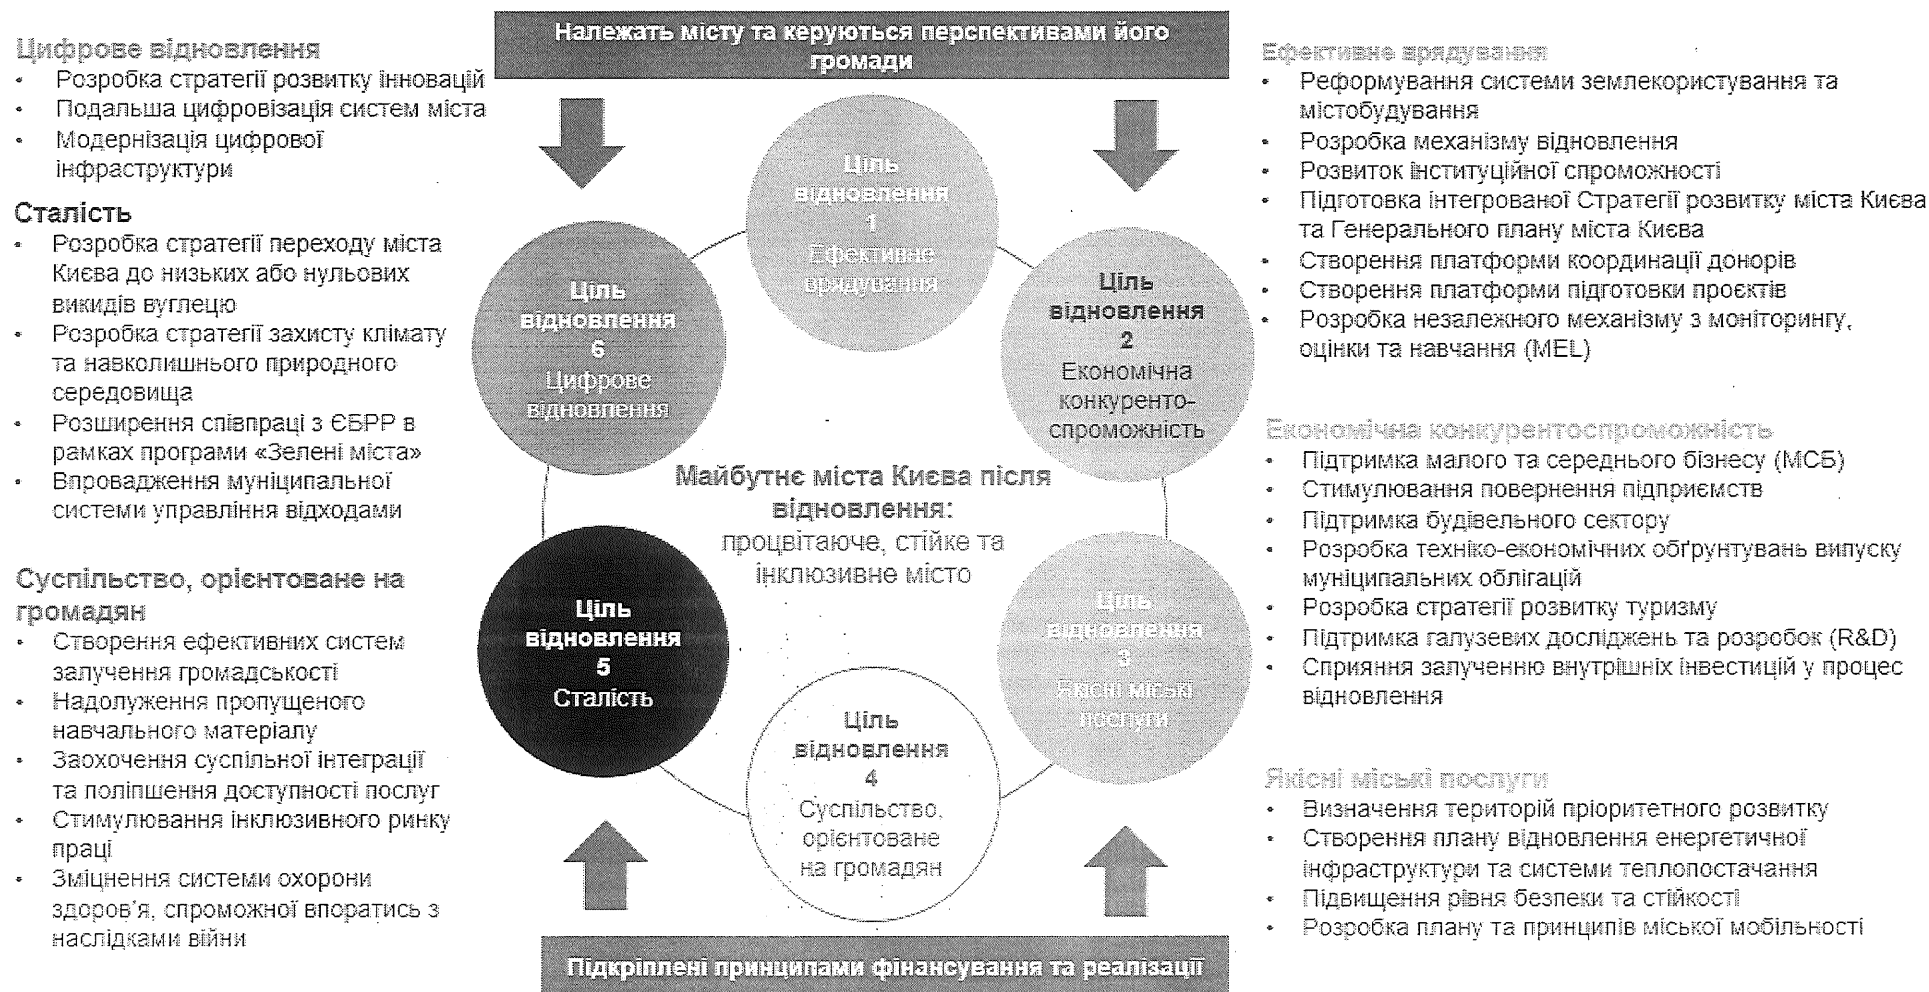 Належать місту та керуються перспективами його
громади
Цифрове відновлення
• Розробка стратегії розвитку інновацій
• Подальша цифровізація систем міста
• Модернізація цифрової
інфраструктури
Сталість
• Розробка стратегії переходу міста
Києва до низьких або нульових
викидів вуглецю
• Розробка стратегії захисту клімату
та навколишнього природного
середовища
• Розширення співпраці з ЄБРР в
рамках програми «Зелені міста»
• Впровадження муніципальної
системи управління відходами
Суспільство, орієнтоване на
громадян
• Створення ефективних систем
залучення громадськості
• Надолуження пропущеного
навчального матеріалу
• Заохочення суспільної інтеграції
та поліпшення доступності послуг
• Стимулювання інклюзивного ринку
праці
• Зміцнення системи охорони
здоров'я, спроможної впоратись з
наслідками війни
Ціль
відновлення
1
Ефективне
врядування
Ціль
відновлення
2
Економічна
конкуренто-
спроможність
Ціль
відновлення
3
Якісні міські
послуги
Ціль
відновлення
4
Суспільство,
орієнтоване
на громадян
Ціль
відновлення
5
Сталість
Ціль
відновлення
6
Цифрове
відновлення
Майбутнє міста Києва після
відновлення:
процвітаюче, стійке та
інклюзивне місто
Ефективне врядування
• Реформування системи землекористування та
містобудування
• Розробка механізму відновлення
• Розвиток інституційної спроможності
• Підготовка інтегрованої Стратегії розвитку міста Києва
та Генерального плану міста Києва
• Створення платформи координації донорів
• Створення платформи підготовки проєктів
• Розробка незалежного механізму з моніторингу,
оцінки та навчання (MEL)
Економічна конкурентоспроможність
• Підтримка малого та середнього бізнесу (МСБ)
• Стимулювання повернення підприємств
• Підтримка будівельного сектору
• Розробка техніко-економічних обґрунтувань випуску
муніципальних облігацій
• Розробка стратегії розвитку туризму
• Підтримка галузевих досліджень та розробок (R&D)
• Сприяння залученню внутрішніх інвестицій у процес
відновлення
Якісні міські послуги
• Визначення територій пріоритетного розвитку
• Створення плану відновлення енергетичної
інфраструктури та системи теплопостачання
• Підвищення рівня безпеки та стійкості
• Розробка плану та принципів міської мобільності
Підкріплені принципами фінансування та реалізації